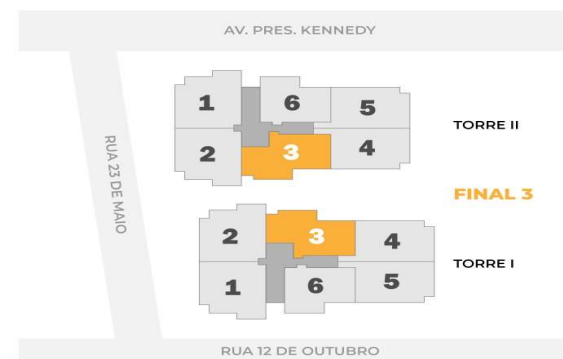 AV. PRES. KENNEDY
1 6 5
TORRE II
2 3 4
RUA 23 DE MAIO
FINAL 3
2 3 4
TORRE I
1 6 5
RUA 12 DE OUTUBRO